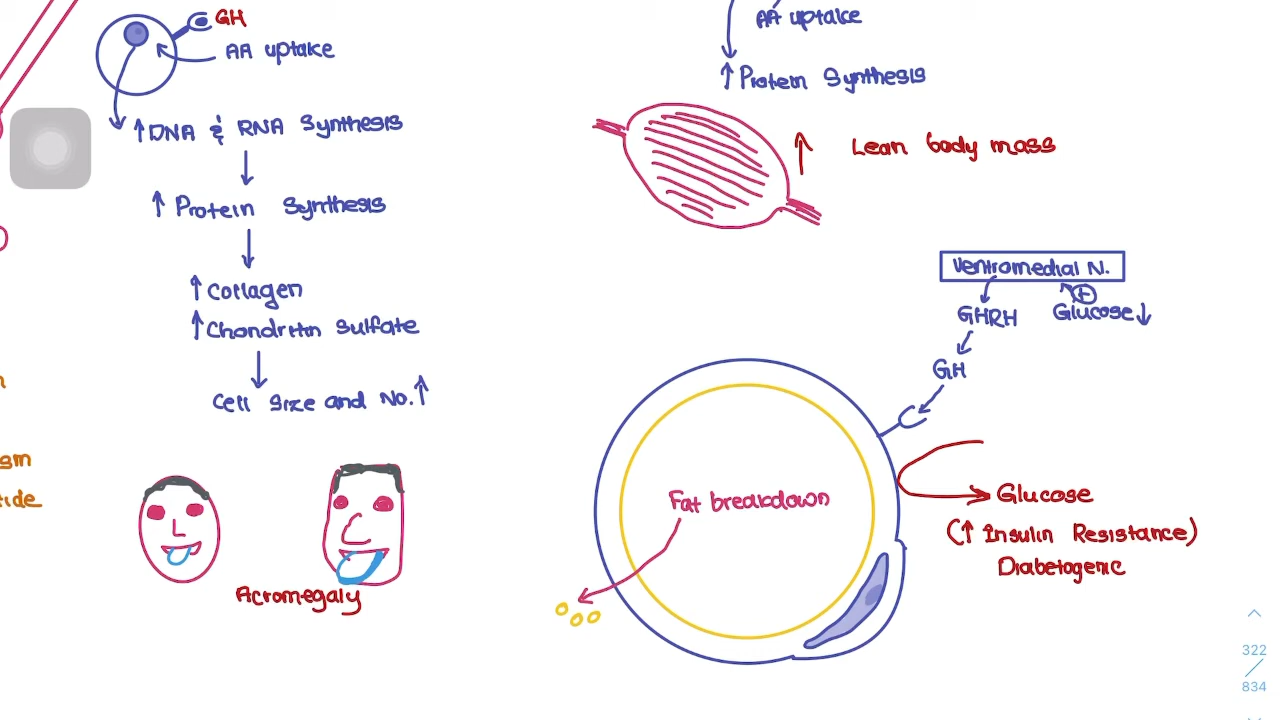 GH
AA uptake
↑DNA & RNA Synthesis
↑ Protein Synthesis
↑ Collagen
↑ Chondritin Sulfate
Cell Size and No.↑
Acromegaly
AA uptake
↑ Protein Synthesis
↑ Lean body mass
Ventromedial N.
+
GHRH Glucose↓
GH
Fat breakdown
Glucose
(↑ Insulin Resistance)
Diabetogenic
322
834